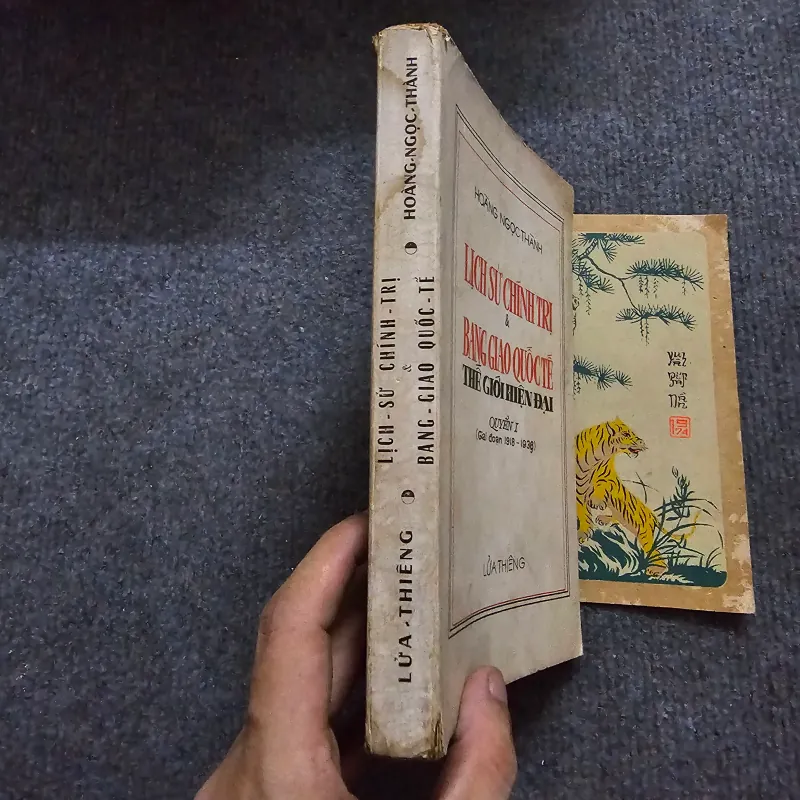 HOÀNG-NGỌC-THÀNH
LỊCH-SỬ CHÍNH-TRỊ
&
BANG-GIAO QUỐC-TẾ
LỬA-THIÊNG
HOÀNG NGỌC THÀNH
LỊCH SỬ CHÍNH TRỊ
&
BANG GIAO QUỐC TẾ
THẾ GIỚI HIỆN ĐẠI
QUYỂN I
(Giai đoạn 1918-1939)
LỬA THIÊNG